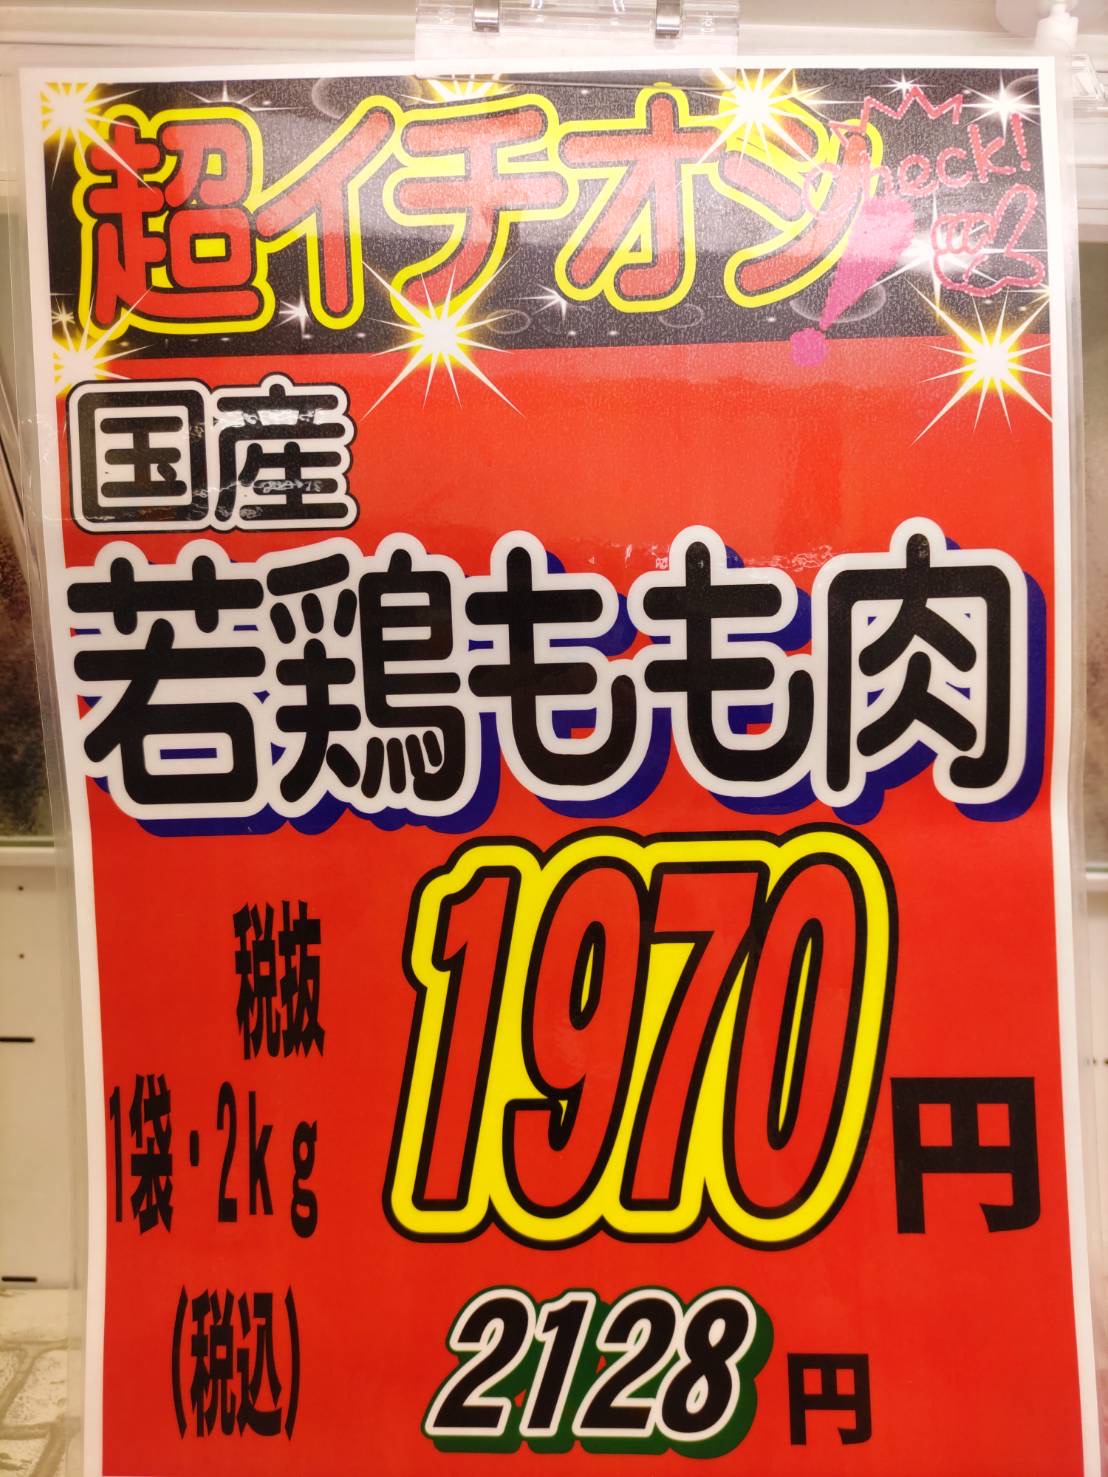 超イチオシ
Check!
国産
若鶏もも肉
税抜
1袋・2kg
1970円
(税込)
2128円